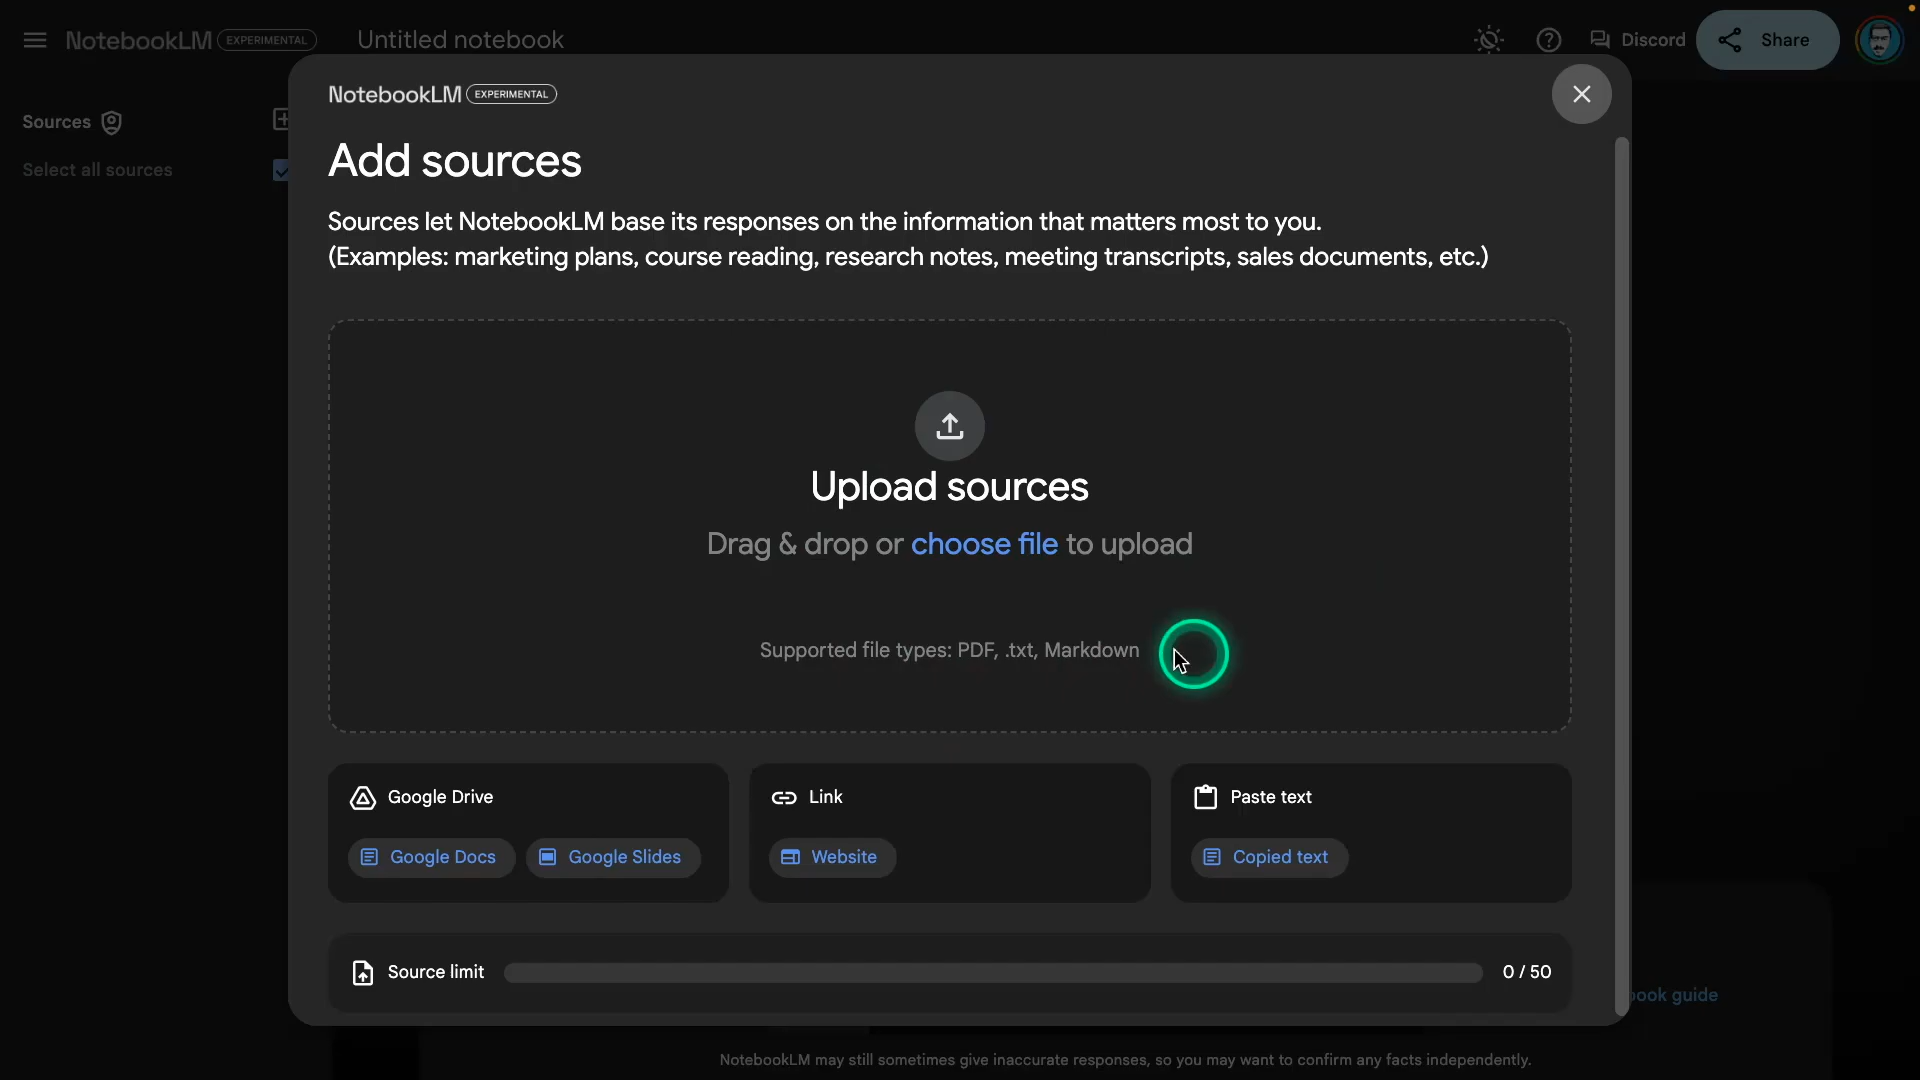 NotebookLM EXPERIMENTAL Untitled notebook Discord Share
NotebookLM EXPERIMENTAL
Sources
Add sources
Select all sources
Sources let NotebookLM base its responses on the information that matters most to you.
(Examples: marketing plans, course reading, research notes, meeting transcripts, sales documents, etc.)
Upload sources
Drag & drop or choose file to upload
Supported file types: PDF, .txt, Markdown
Google Drive
Google Docs Google Slides
Link
Website
Paste text
Copied text
Source limit 0 / 50
book guide
NotebookLM may still sometimes give inaccurate responses, so you may want to confirm any facts independently.